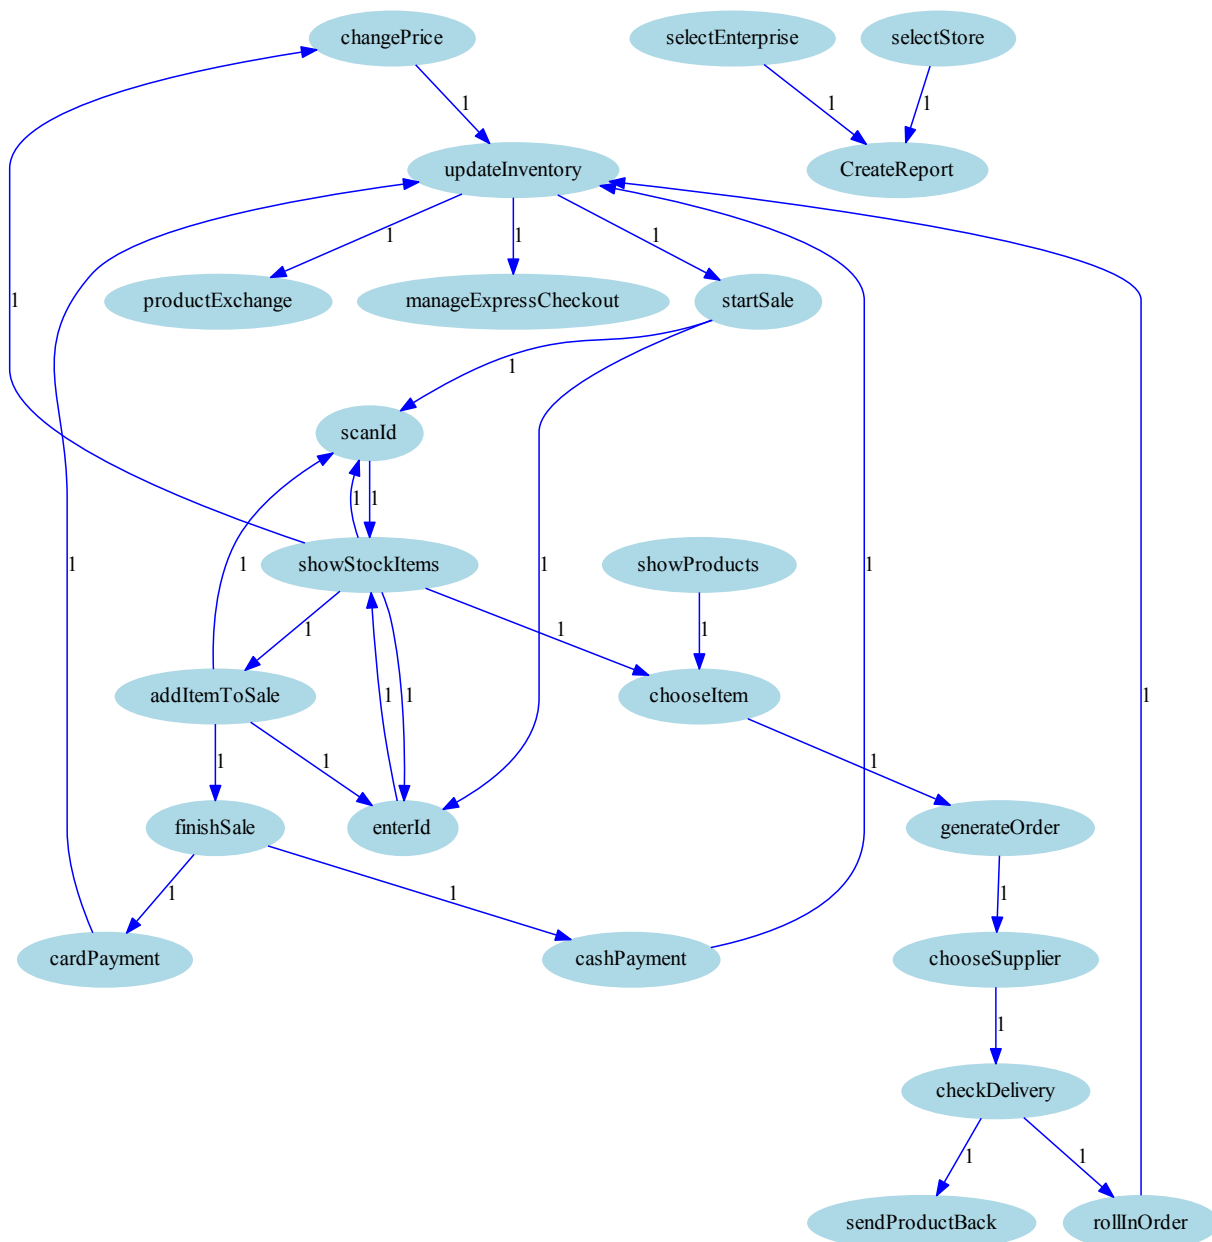 changePrice
selectEnterprise
selectStore
1
1
1
updateInventory
CreateReport
1
1
1
productExchange
manageExpressCheckout
startSale
1
1
scanId
1
1
showStockItems
showProducts
1
1
1
1
1
1
1
addItemToSale
chooseItem
1
1
1
1
1
finishSale
enterId
generateOrder
1
1
1
cardPayment
cashPayment
chooseSupplier
1
checkDelivery
1
1
1
sendProductBack
rollInOrder